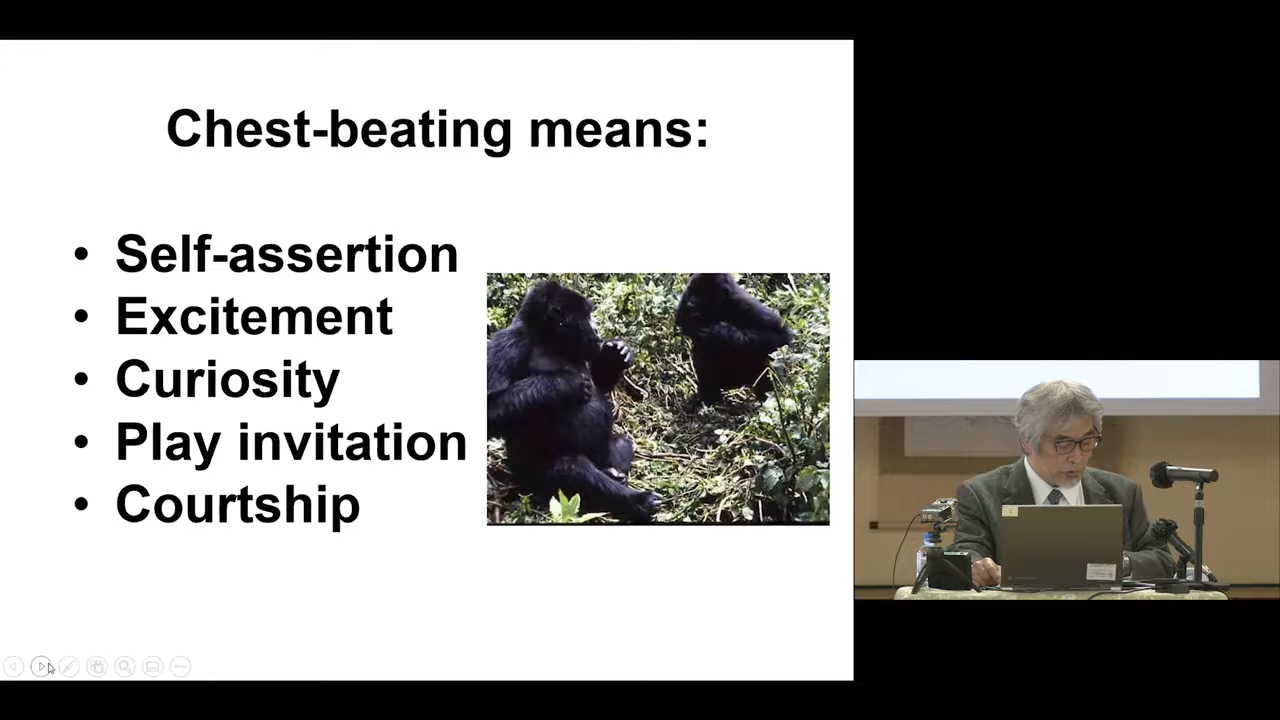 Chest-beating means:
• Self-assertion
• Excitement
• Curiosity
• Play invitation
• Courtship